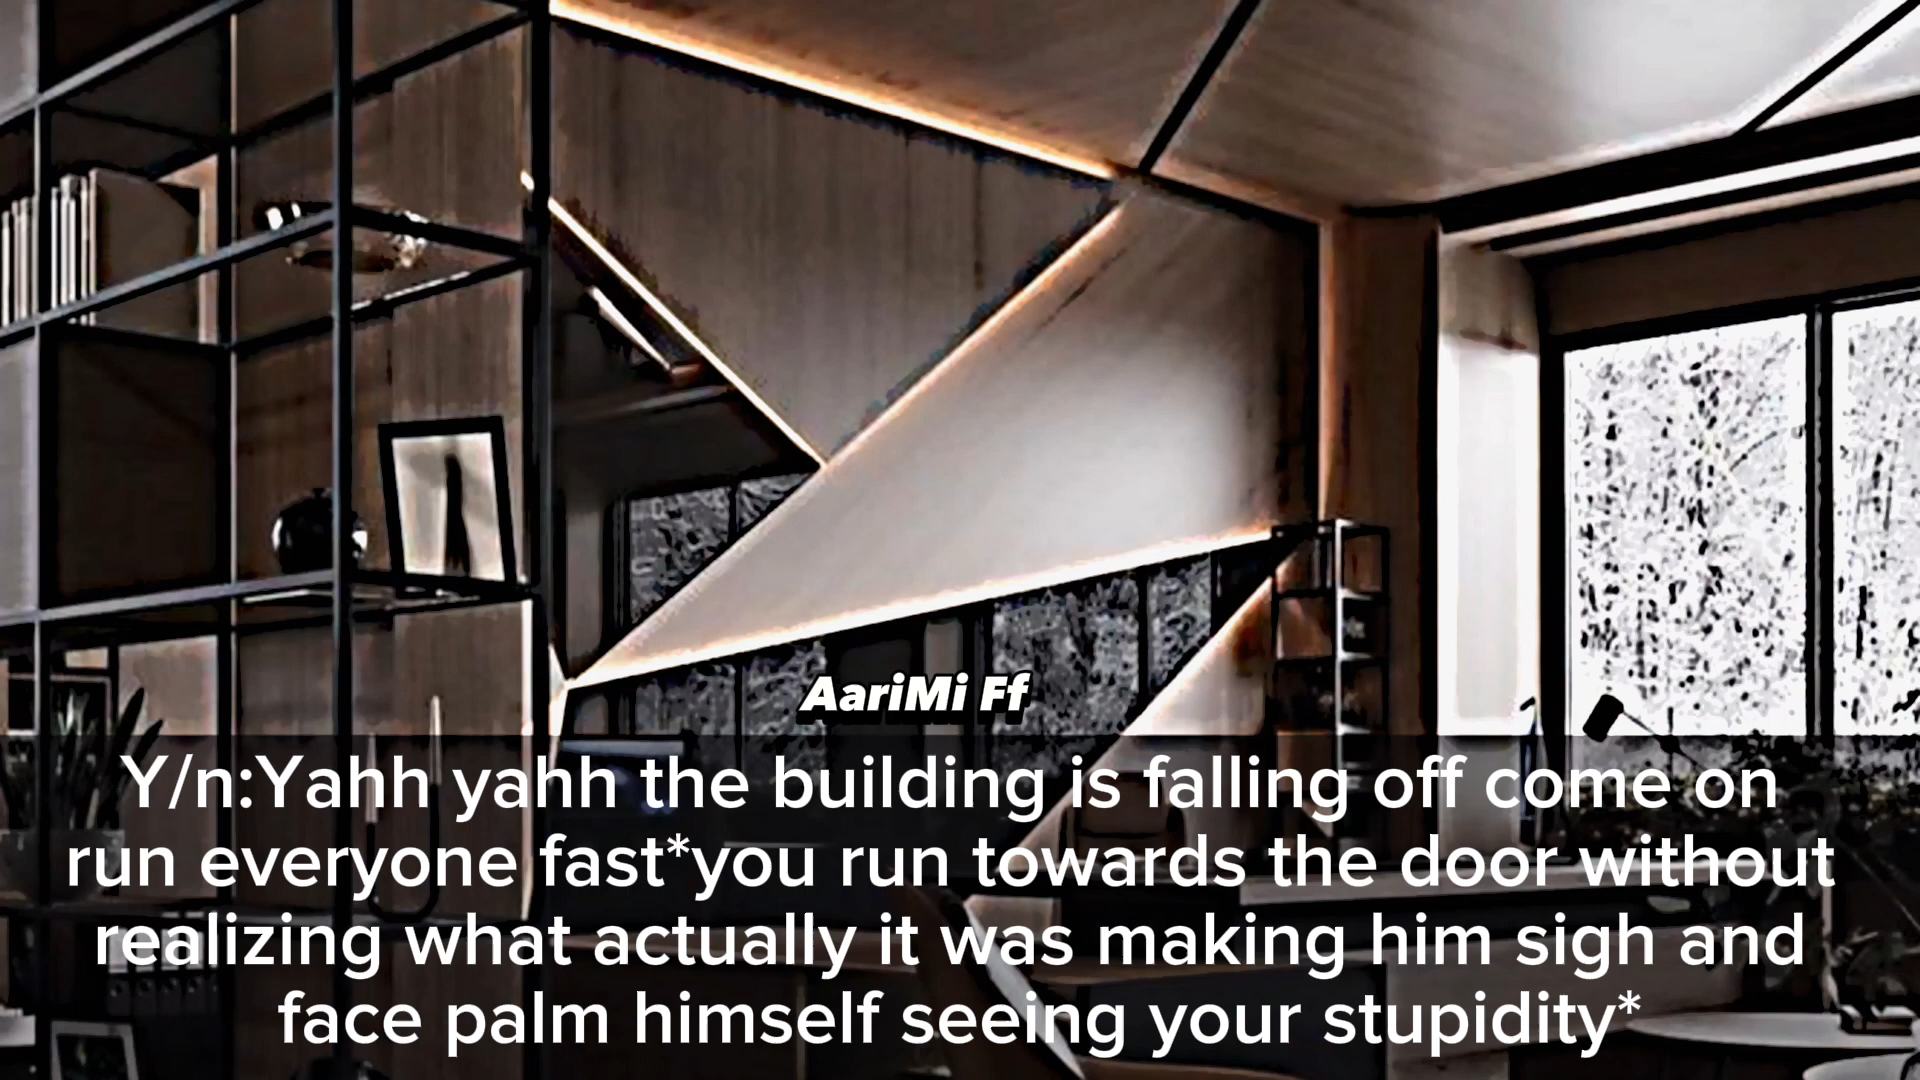 AariMi Ff
Y/n:Yahh yahh the building is falling off come on
run everyone fast*you run towards the door without
realizing what actually it was making him sigh and
face palm himself seeing your stupidity*